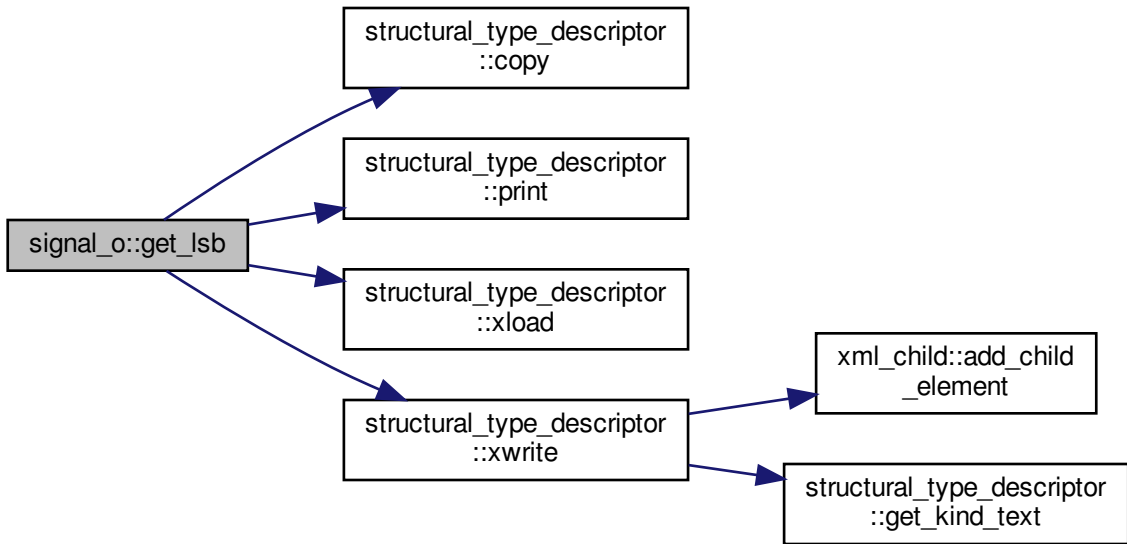 structural_type_descriptor
::copy
structural_type_descriptor
::print
signal_o::get_lsb
structural_type_descriptor
::xload
structural_type_descriptor
::xwrite
xml_child::add_child
_element
structural_type_descriptor
::get_kind_text